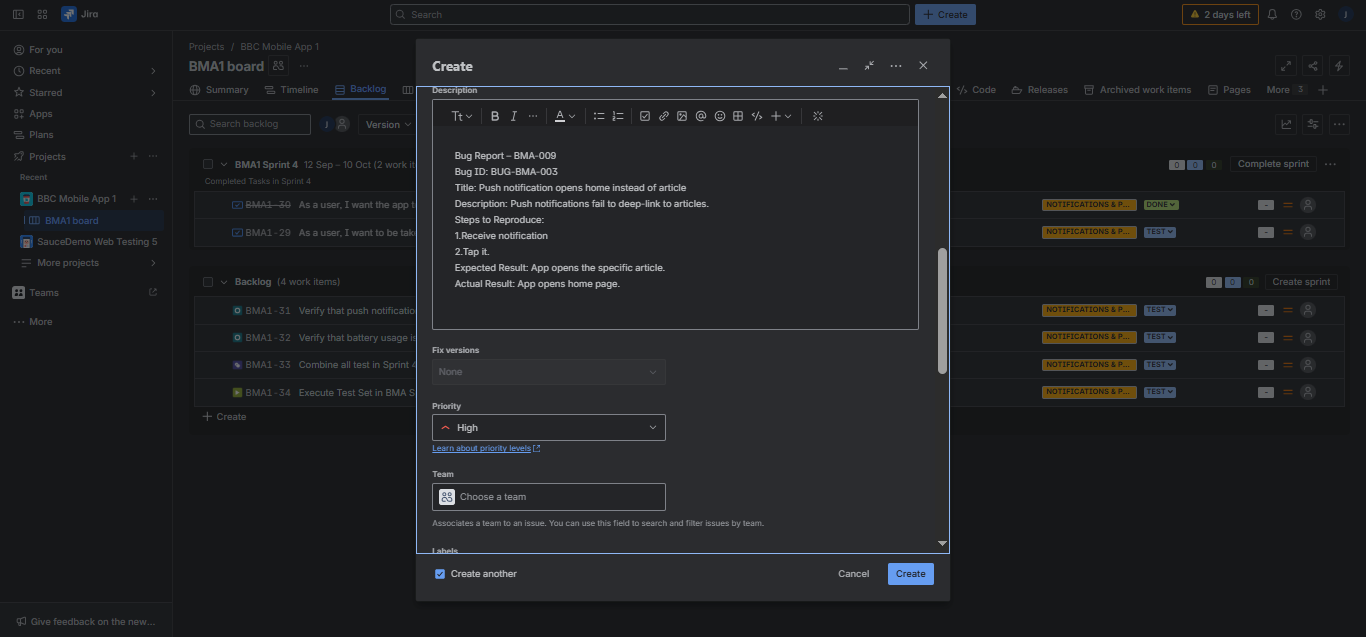 Jira
Search
+ Create
2 days left
J
For you
Recent
Starred
Apps
Plans
Projects
Recent
BBC Mobile App 1
BMA1 board
SauceDemo Web Testing 5
More projects
Teams
More
Give feedback on the new...
Projects / BBC Mobile App 1
BMA1 board
Summary
Timeline
Backlog
Code
Releases
Archived work items
Pages
More 3
Search backlog
J
Version
BMA1 Sprint 4 12 Sep – 10 Oct (2 work it
0 0 0
Complete sprint
Completed Tasks in Sprint 4
BMA1-30 As a user, I want the app t
NOTIFICATIONS & P... DONE -
BMA1-29 As a user, I want to be tak
NOTIFICATIONS & P... TEST -
Backlog (4 work items)
0 0 0
Create sprint
BMA1-31 Verify that push notificatio
NOTIFICATIONS & P... TEST -
BMA1-32 Verify that battery usage is
NOTIFICATIONS & P... TEST -
BMA1-33 Combine all test in Sprint 4
NOTIFICATIONS & P... TEST -
BMA1-34 Execute Test Set in BMA S
NOTIFICATIONS & P... TEST -
+ Create
Create
Description
Tt B I ... A
Bug Report – BMA-009
Bug ID: BUG-BMA-003
Title: Push notification opens home instead of article
Description: Push notifications fail to deep-link to articles.
Steps to Reproduce:
1.Receive notification
2.Tap it.
Expected Result: App opens the specific article.
Actual Result: App opens home page.
Fix versions
None
Priority
High
Learn about priority levels
Team
Choose a team
Associates a team to an issue. You can use this field to search and filter issues by team.
Labels
Create another
Cancel
Create